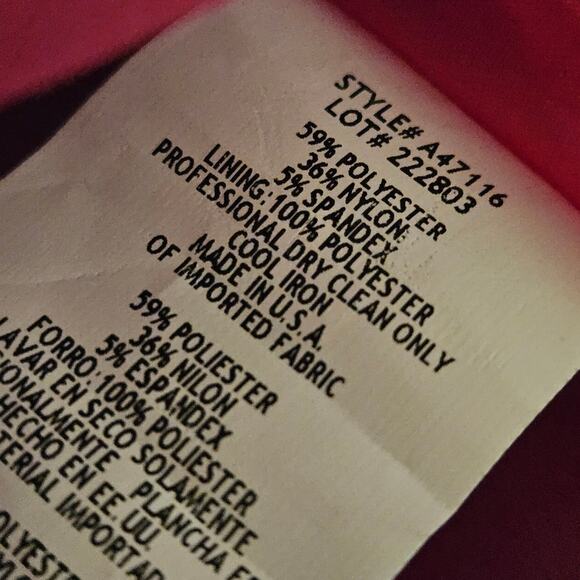 STYLE# A47116
LOT# 222803
59% POLYESTER
36% NYLON
5% SPANDEX
LINING:100% POLYESTER
PROFESSIONAL DRY CLEAN ONLY
COOL IRON
MADE IN U.S.A.
OF IMPORTED FABRIC
59% POLIESTER
36% NILON
5% ESPANDEX
FORRO:100% POLIESTER
LAVAR EN SECO SOLAMENTE
PLANCHA
HECHO EN EE. UU.